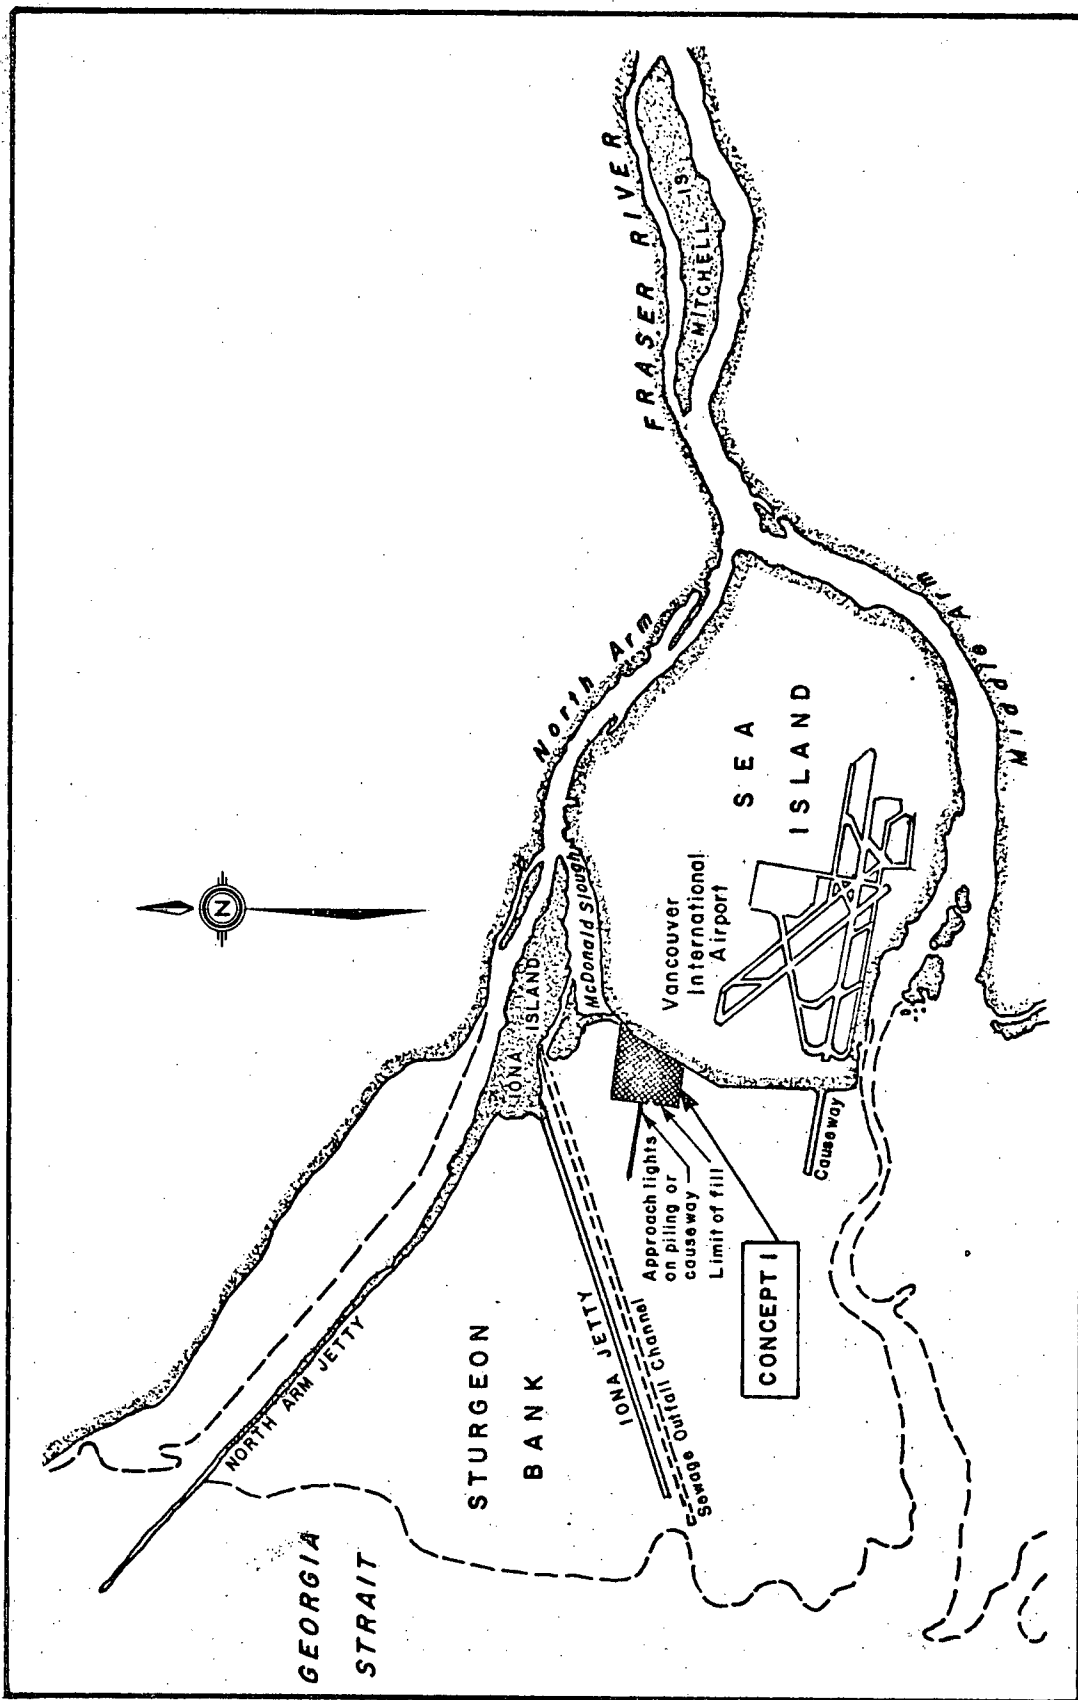 GEORGIA
STRAIT
NORTH ARM JETTY
STURGEON
BANK
IONA JETTY
Sewage Outfall Channel
IONA ISLAND
McDonald Slough
N
North Arm
FRASER RIVER
MITCHELL IS
Approach lights
on piling or
causeway
Limit of fill
CONCEPT 1
Causeway
Vancouver
International
Airport
SEA
ISLAND
Middle Arm